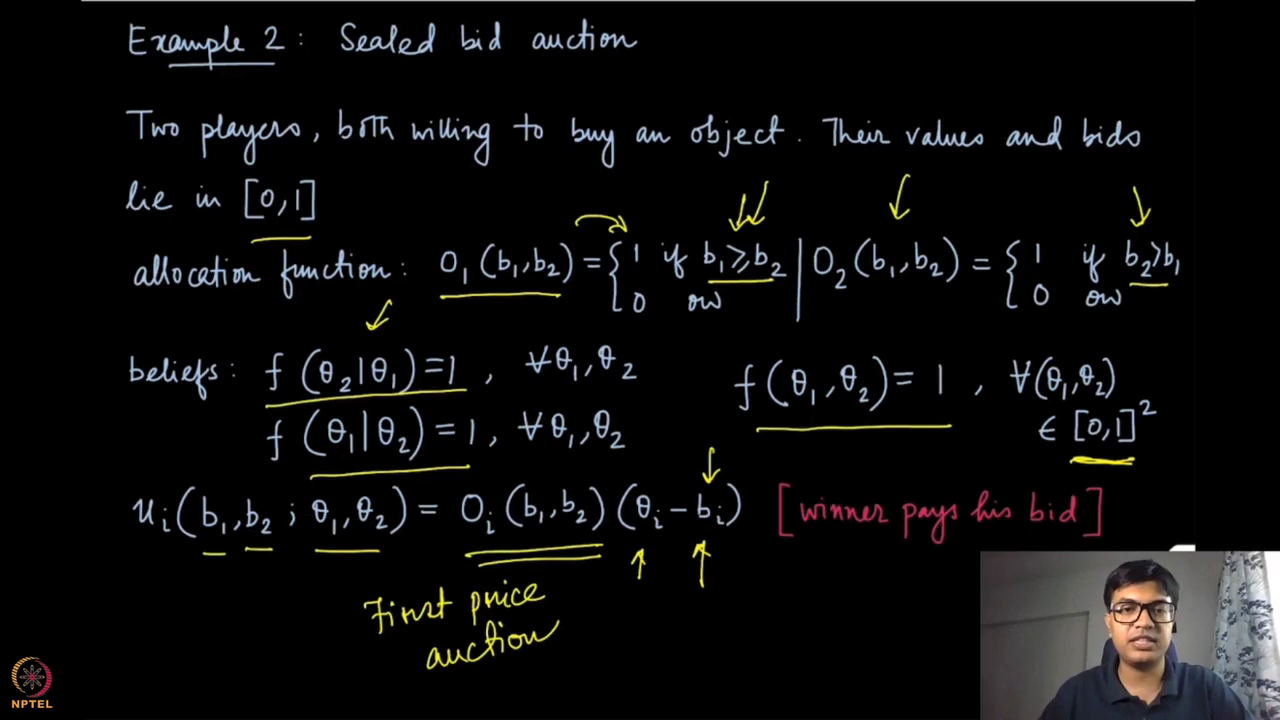 Example 2 : Sealed bid auction
Two players, both willing to buy an object. Their values and bids
lie in [0,1]
allocation function: O₁ (b₁,b₂) = { 1 if b₁⩾b₂ | O₂ (b₁,b₂) = { 1 if b₂>b₁
0 ow 0 ow
beliefs: f (θ₂|θ₁) = 1 , ∀θ₁,θ₂ f (θ₁,θ₂) = 1 , ∀(θ₁,θ₂)
f (θ₁|θ₂) = 1, ∀θ₁,θ₂ ∈ [0,1]²
uᵢ(b₁,b₂ ; θ₁,θ₂) = Oᵢ (b₁,b₂) (θᵢ - bᵢ) [winner pays his bid]
First price
auction
NPTEL